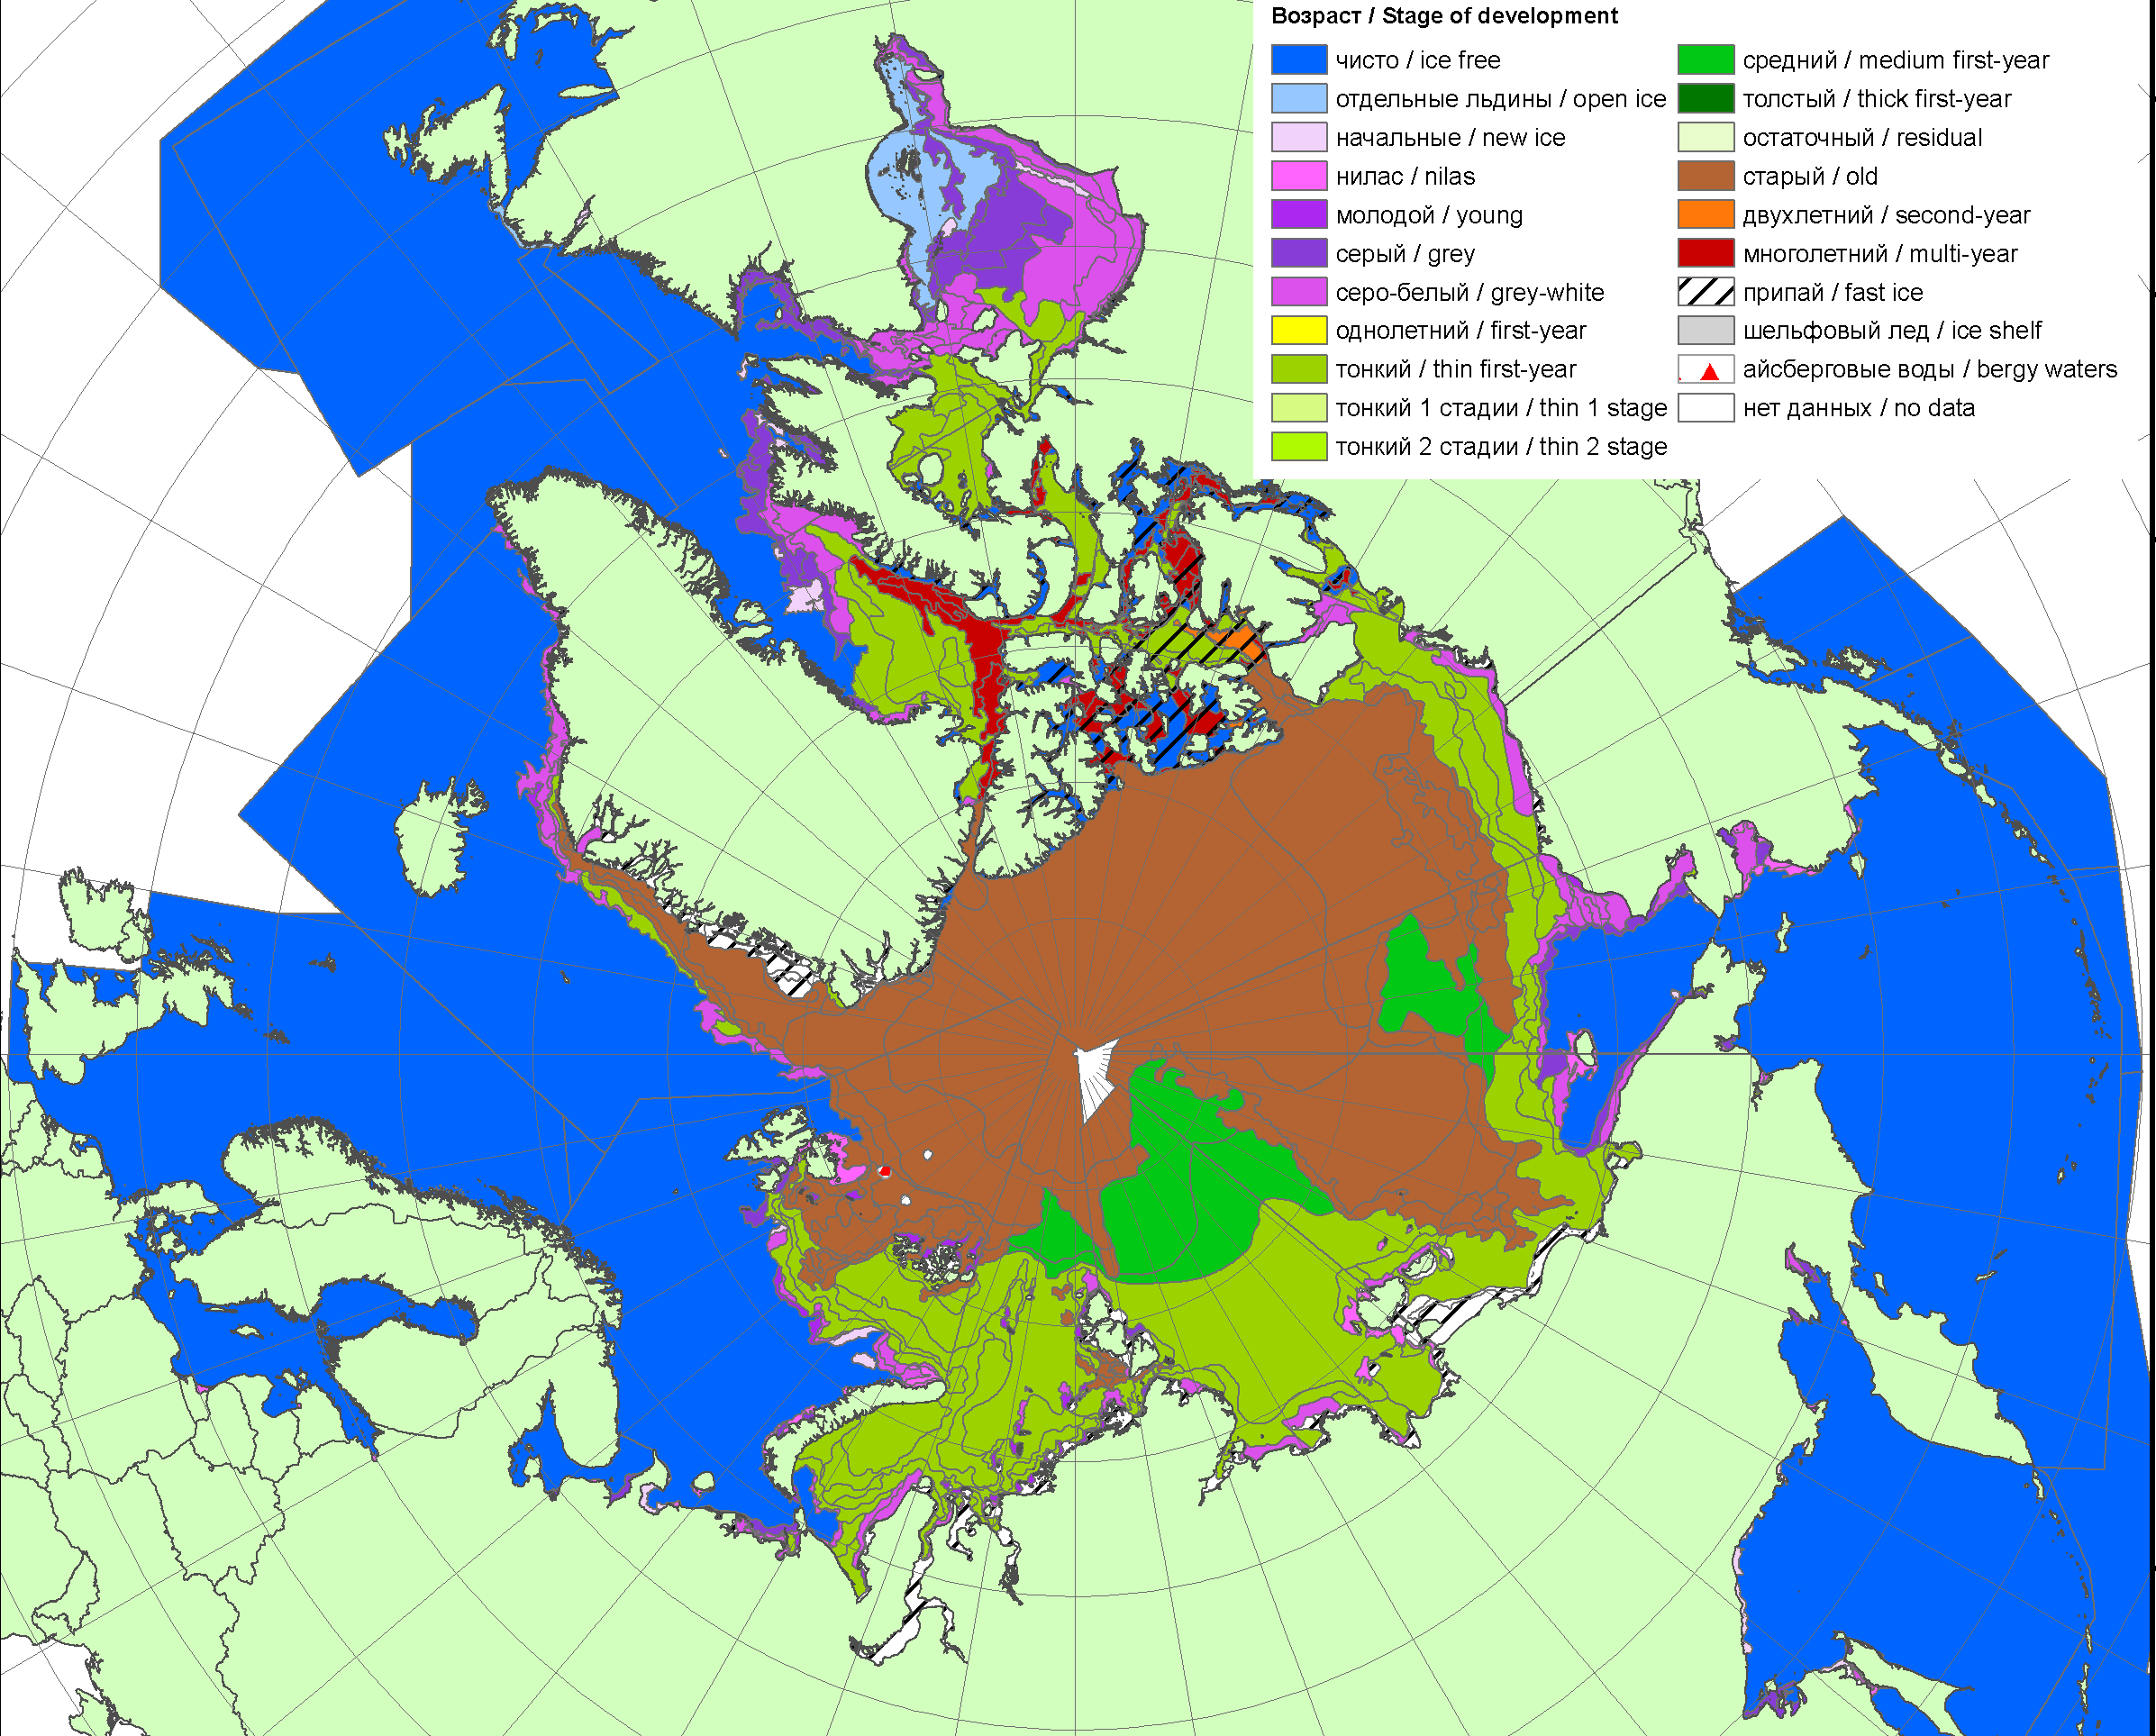 Возраст / Stage of development
чисто / ice free
отдельные льдины / open ice
начальные / new ice
нилас / nilas
молодой / young
серый / grey
серо-белый / grey-white
однолетний / first-year
тонкий / thin first-year
тонкий 1 стадии / thin 1 stage
тонкий 2 стадии / thin 2 stage
средний / medium first-year
толстый / thick first-year
остаточный / residual
старый / old
двухлетний / second-year
многолетний / multi-year
припай / fast ice
шельфовый лед / ice shelf
айсберговые воды / bergy waters
нет данных / no data